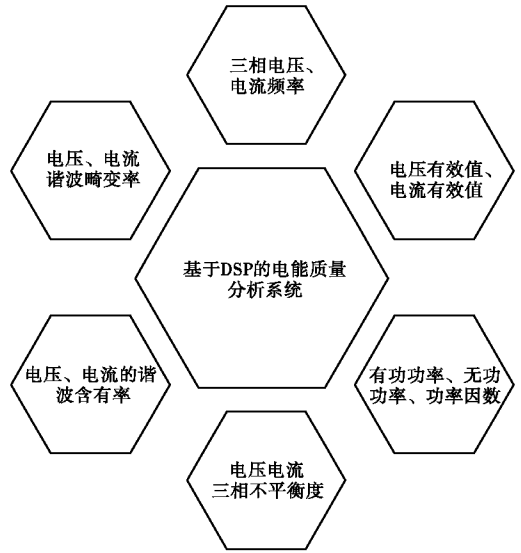 三相电压、
电流频率
电压、电流
谐波畸变率
电压有效值、
电流有效值
基于DSP的电能质量
分析系统
电压、电流的谐
波含有率
有功功率、无功
功率、功率因数
电压电流
三相不平衡度